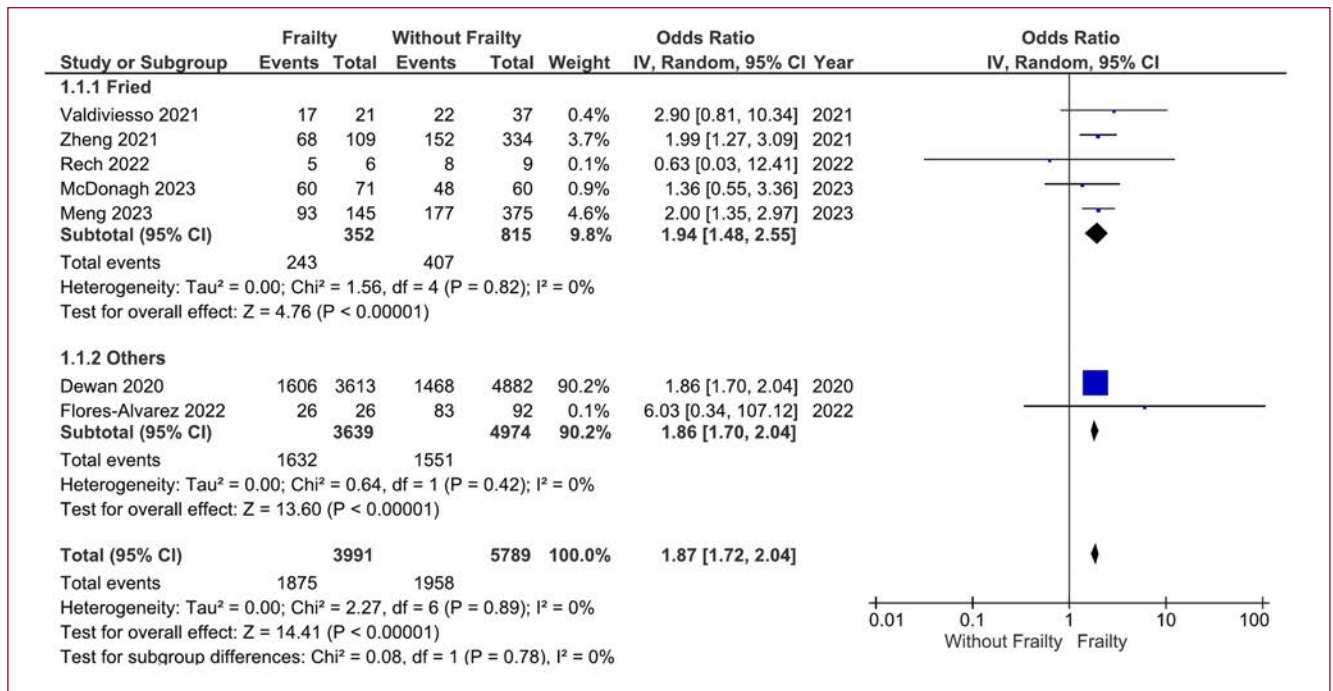 Frailty Without Frailty Odds Ratio Odds Ratio
Study or Subgroup Events Total Events Total Weight IV, Random, 95% CI Year IV, Random, 95% CI
1.1.1 Fried
Valdiviesso 2021 17 21 22 37 0.4% 2.90 [0.81, 10.34] 2021
Zheng 2021 68 109 152 334 3.7% 1.99 [1.27, 3.09] 2021
Rech 2022 5 6 8 9 0.1% 0.63 [0.03, 12.41] 2022
McDonagh 2023 60 71 48 60 0.9% 1.36 [0.55, 3.36] 2023
Meng 2023 93 145 177 375 4.6% 2.00 [1.35, 2.97] 2023
Subtotal (95% CI) 352 815 9.8% 1.94 [1.48, 2.55]
Total events 243 407
Heterogeneity: Tau² = 0.00; Chi² = 1.56, df = 4 (P = 0.82); I² = 0%
Test for overall effect: Z = 4.76 (P < 0.00001)
1.1.2 Others
Dewan 2020 1606 3613 1468 4882 90.2% 1.86 [1.70, 2.04] 2020
Flores-Alvarez 2022 26 26 83 92 0.1% 6.03 [0.34, 107.12] 2022
Subtotal (95% CI) 3639 4974 90.2% 1.86 [1.70, 2.04]
Total events 1632 1551
Heterogeneity: Tau² = 0.00; Chi² = 0.64, df = 1 (P = 0.42); I² = 0%
Test for overall effect: Z = 13.60 (P < 0.00001)
Total (95% CI) 3991 5789 100.0% 1.87 [1.72, 2.04]
Total events 1875 1958
Heterogeneity: Tau² = 0.00; Chi² = 2.27, df = 6 (P = 0.89); I² = 0%
Test for overall effect: Z = 14.41 (P < 0.00001)
Test for subgroup differences: Chi² = 0.08, df = 1 (P = 0.78), I² = 0%
0.01 0.1 1 10 100
Without Frailty Frailty